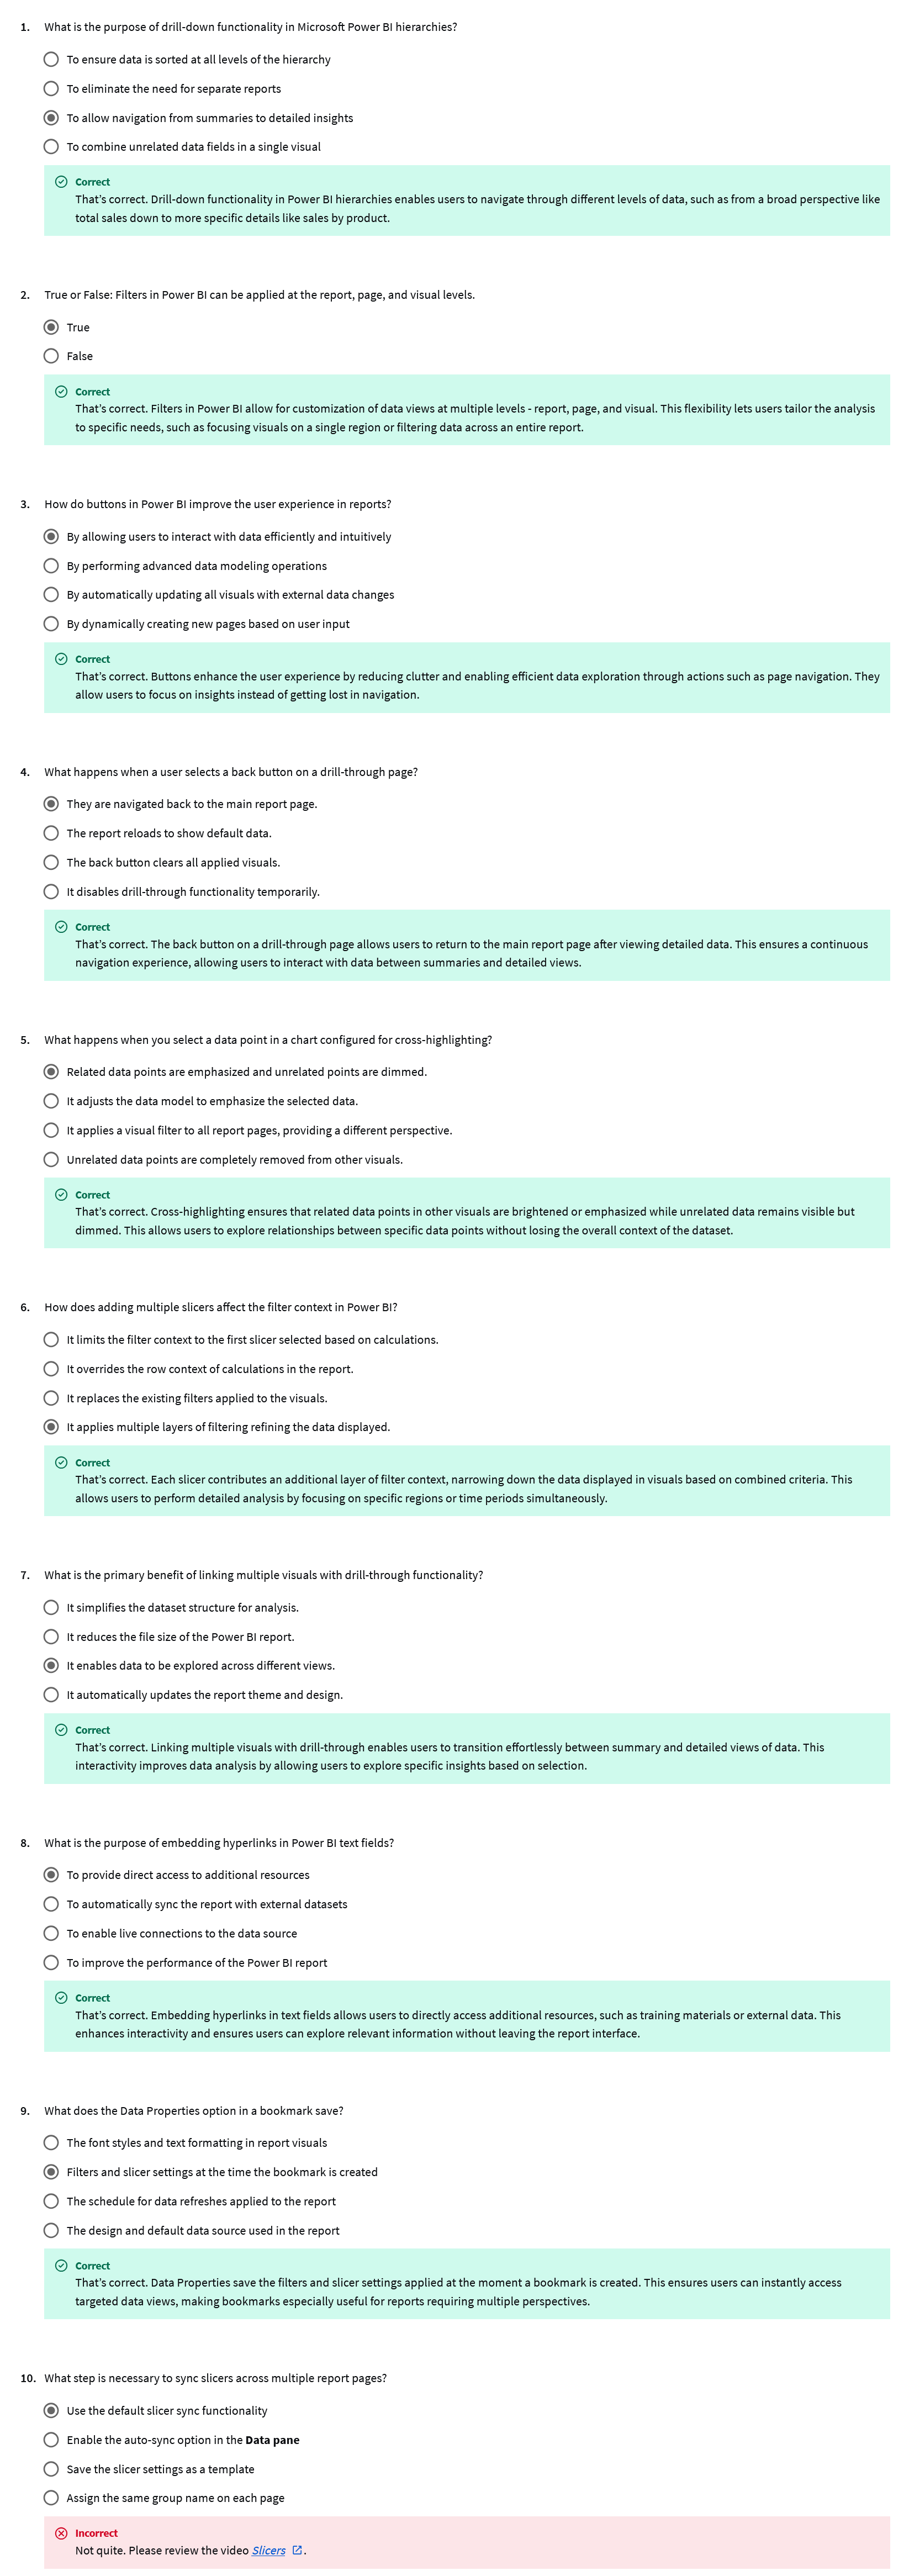 1. What is the purpose of drill-down functionality in Microsoft Power BI hierarchies?
To ensure data is sorted at all levels of the hierarchy
To eliminate the need for separate reports
To allow navigation from summaries to detailed insights
To combine unrelated data fields in a single visual
Correct
That’s correct. Drill-down functionality in Power BI hierarchies enables users to navigate through different levels of data, such as from a broad perspective like
total sales down to more specific details like sales by product.
2. True or False: Filters in Power BI can be applied at the report, page, and visual levels.
True
False
Correct
That’s correct. Filters in Power BI allow for customization of data views at multiple levels - report, page, and visual. This flexibility lets users tailor the analysis
to specific needs, such as focusing visuals on a single region or filtering data across an entire report.
3. How do buttons in Power BI improve the user experience in reports?
By allowing users to interact with data efficiently and intuitively
By performing advanced data modeling operations
By automatically updating all visuals with external data changes
By dynamically creating new pages based on user input
Correct
That’s correct. Buttons enhance the user experience by reducing clutter and enabling efficient data exploration through actions such as page navigation. They
allow users to focus on insights instead of getting lost in navigation.
4. What happens when a user selects a back button on a drill-through page?
They are navigated back to the main report page.
The report reloads to show default data.
The back button clears all applied visuals.
It disables drill-through functionality temporarily.
Correct
That’s correct. The back button on a drill-through page allows users to return to the main report page after viewing detailed data. This ensures a continuous
navigation experience, allowing users to interact with data between summaries and detailed views.
5. What happens when you select a data point in a chart configured for cross-highlighting?
Related data points are emphasized and unrelated points are dimmed.
It adjusts the data model to emphasize the selected data.
It applies a visual filter to all report pages, providing a different perspective.
Unrelated data points are completely removed from other visuals.
Correct
That’s correct. Cross-highlighting ensures that related data points in other visuals are brightened or emphasized while unrelated data remains visible but
dimmed. This allows users to explore relationships between specific data points without losing the overall context of the dataset.
6. How does adding multiple slicers affect the filter context in Power BI?
It limits the filter context to the first slicer selected based on calculations.
It overrides the row context of calculations in the report.
It replaces the existing filters applied to the visuals.
It applies multiple layers of filtering refining the data displayed.
Correct
That’s correct. Each slicer contributes an additional layer of filter context, narrowing down the data displayed in visuals based on combined criteria. This
allows users to perform detailed analysis by focusing on specific regions or time periods simultaneously.
7. What is the primary benefit of linking multiple visuals with drill-through functionality?
It simplifies the dataset structure for analysis.
It reduces the file size of the Power BI report.
It enables data to be explored across different views.
It automatically updates the report theme and design.
Correct
That’s correct. Linking multiple visuals with drill-through enables users to transition effortlessly between summary and detailed views of data. This
interactivity improves data analysis by allowing users to explore specific insights based on selection.
8. What is the purpose of embedding hyperlinks in Power BI text fields?
To provide direct access to additional resources
To automatically sync the report with external datasets
To enable live connections to the data source
To improve the performance of the Power BI report
Correct
That’s correct. Embedding hyperlinks in text fields allows users to directly access additional resources, such as training materials or external data. This
enhances interactivity and ensures users can explore relevant information without leaving the report interface.
9. What does the Data Properties option in a bookmark save?
The font styles and text formatting in report visuals
Filters and slicer settings at the time the bookmark is created
The schedule for data refreshes applied to the report
The design and default data source used in the report
Correct
That’s correct. Data Properties save the filters and slicer settings applied at the moment a bookmark is created. This ensures users can instantly access
targeted data views, making bookmarks especially useful for reports requiring multiple perspectives.
10. What step is necessary to sync slicers across multiple report pages?
Use the default slicer sync functionality
Enable the auto-sync option in the Data pane
Save the slicer settings as a template
Assign the same group name on each page
Incorrect
Not quite. Please review the video Slicers .